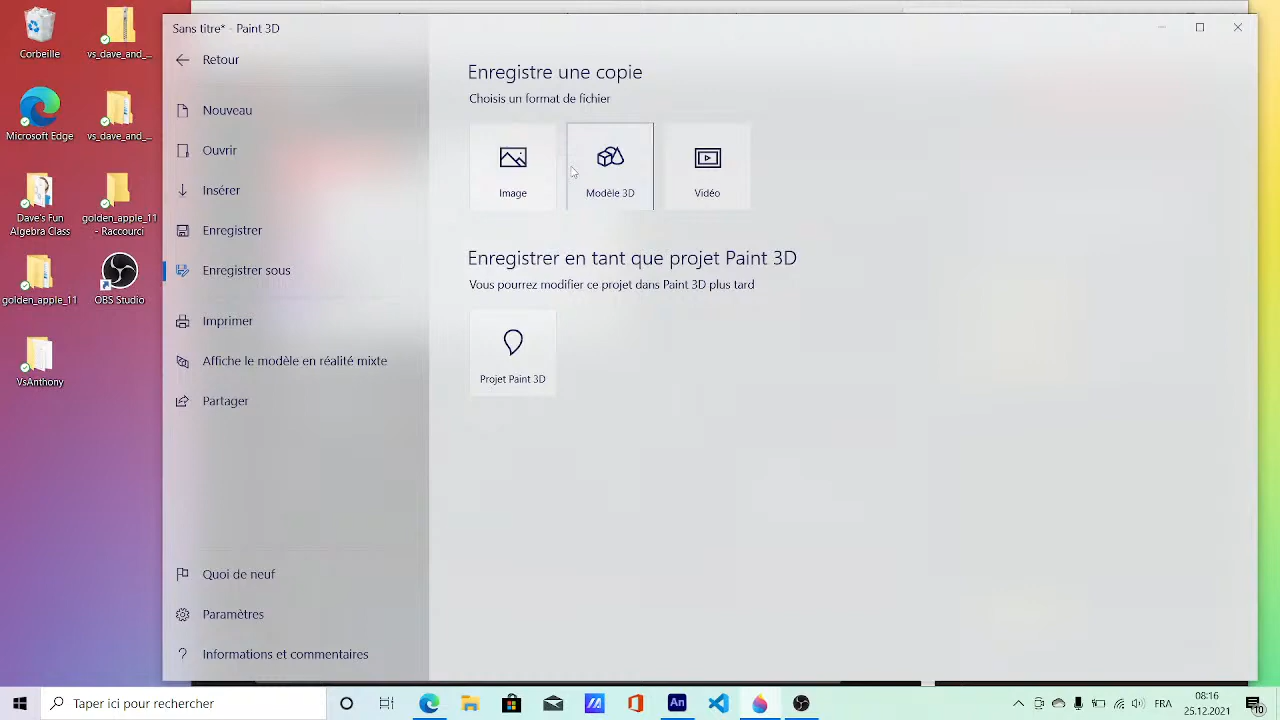 Corbeille
vs_dave_and_...
Microsoft Edge
vs_dave_and_...
Dave's Fun
Algebra Class
golden_apple_11
- Raccourci
golden_apple_11
OBS Studio
VsAnthony
Sans titre* - Paint 3D
Retour
Nouveau
Ouvrir
Insérer
Enregistrer
Enregistrer sous
Imprimer
Affiche le modèle en réalité mixte
Partager
Quoi de neuf
Paramètres
Informations et commentaires
Enregistre une copie
Choisis un format de fichier
Image
Modèle 3D
Vidéo
Enregistrer en tant que projet Paint 3D
Vous pourrez modifier ce projet dans Paint 3D plus tard
Projet Paint 3D
Taper ici pour rechercher
An
FRA
08:16
25.12.2021
10